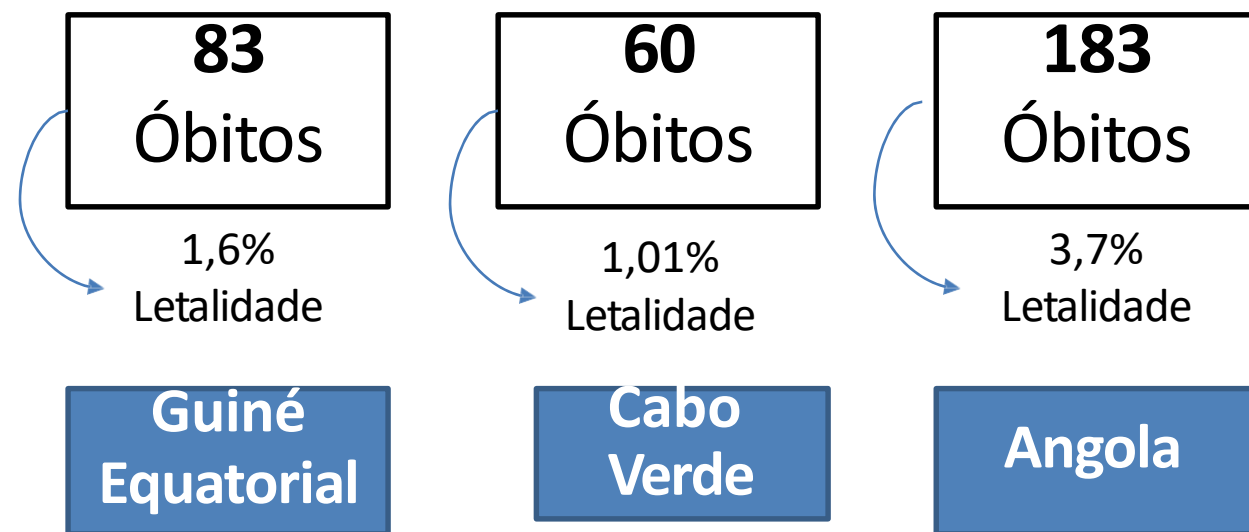 83
Óbitos
1,6%
Letalidade
Guiné
Equatorial
60
Óbitos
1,01%
Letalidade
Cabo
Verde
183
Óbitos
3,7%
Letalidade
Angola